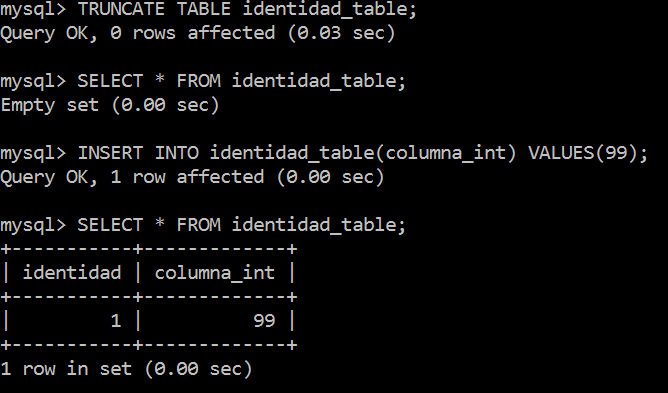 mysql> TRUNCATE TABLE identidad_table;
Query OK, 0 rows affected (0.03 sec)
mysql> SELECT * FROM identidad_table;
Empty set (0.00 sec)
mysql> INSERT INTO identidad_table(columna_int) VALUES(99);
Query OK, 1 row affected (0.00 sec)
mysql> SELECT * FROM identidad_table;
+-----------+-------------+
| identidad | columna_int |
+-----------+-------------+
|         1 |          99 |
+-----------+-------------+
1 row in set (0.00 sec)